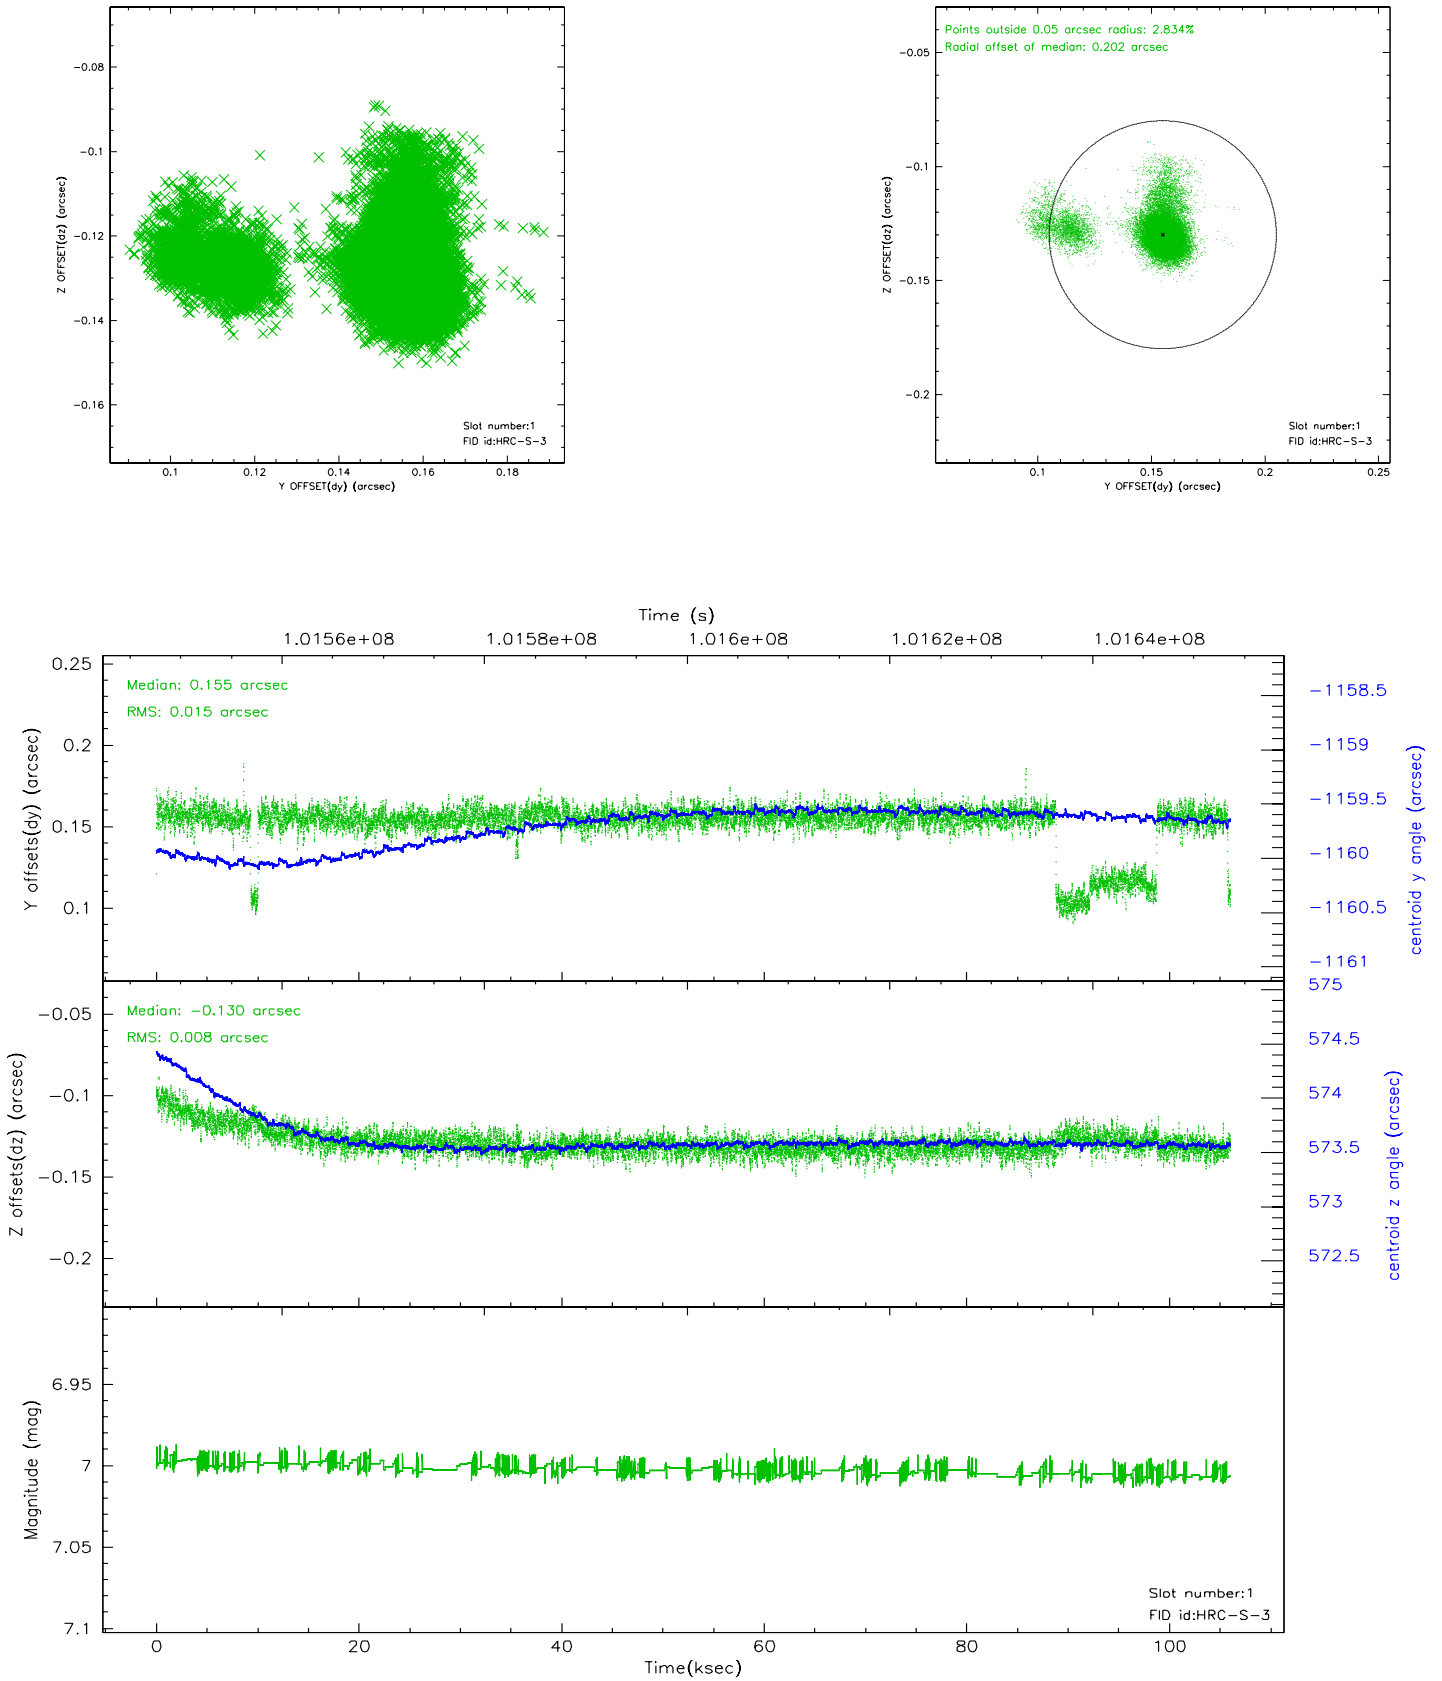 -0.08
-0.1
-0.12
-0.14
-0.16
Z OFFSET(dz) (arcsec)
Slot number:1
FID id:HRC-S-3
0.1 0.12 0.14 0.16 0.18
Y OFFSET(dy) (arcsec)
Points outside 0.05 arcsec radius: 2.834%
Radial offset of median: 0.202 arcsec
-0.05
-0.1
-0.15
-0.2
Z OFFSET(dz) (arcsec)
Slot number:1
FID id:HRC-S-3
0.1 0.15 0.2 0.25
Y OFFSET(dy) (arcsec)
Time (s)
1.0156e+08 1.0158e+08 1.016e+08 1.0162e+08 1.0164e+08
Median: 0.155 arcsec
RMS: 0.015 arcsec
0.25
0.2
0.15
0.1
Y offsets(dy) (arcsec)
-1158.5
-1159
-1159.5
-1160
-1160.5
-1161
centroid y angle (arcsec)
Median: -0.130 arcsec
RMS: 0.008 arcsec
-0.05
-0.1
-0.15
-0.2
Z offsets(dz) (arcsec)
575
574.5
574
573.5
573
572.5
centroid z angle (arcsec)
6.95
7
7.05
7.1
Magnitude (mag)
Slot number:1
FID id:HRC-S-3
0 20 40 60 80 100
Time(ksec)